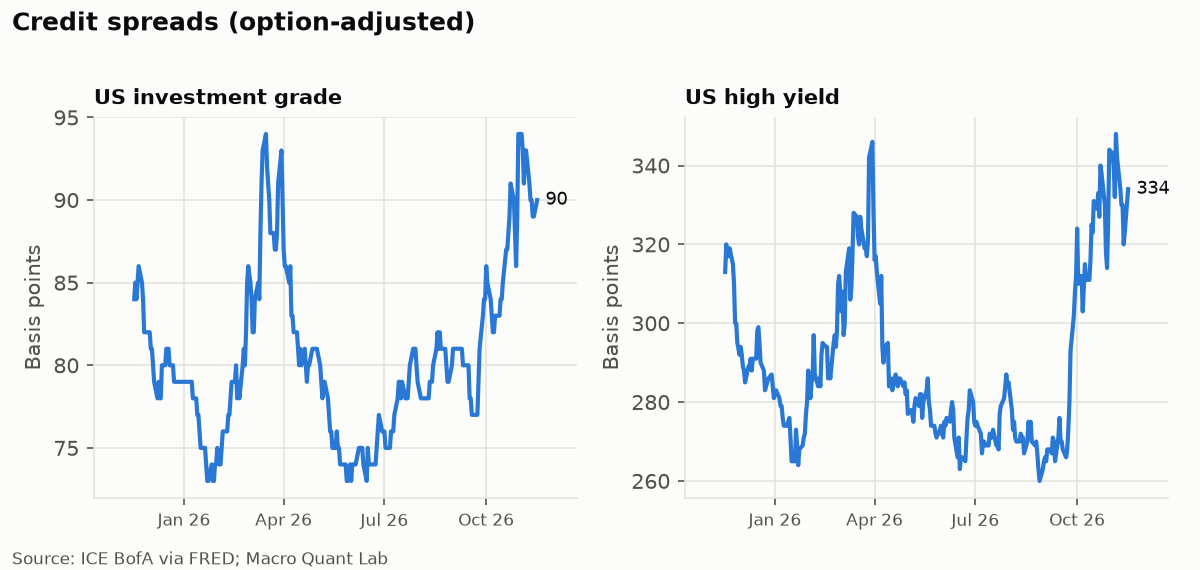 Credit spreads (option-adjusted)
US investment grade
95
90
85
80
75
Basis points
90
Jan 26
Apr 26
Jul 26
Oct 26
US high yield
340
320
300
280
260
Basis points
334
Jan 26
Apr 26
Jul 26
Oct 26
Source: ICE BofA via FRED; Macro Quant Lab